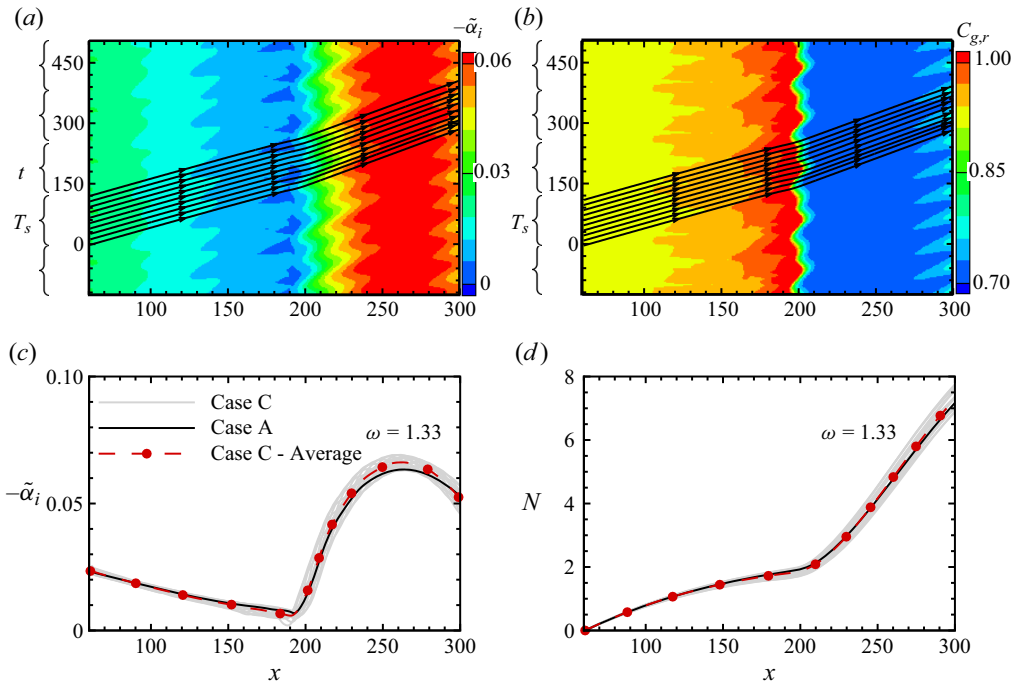 (a)
−α̃i
450
300
t
150
Ts
0
100 150 200 250 300
0.06
0.03
0
(b)
Cg,r
450
300
150
Ts
0
100 150 200 250 300
1.00
0.85
0.70
(c)
0.10
Case C
Case A
Case C - Average
ω = 1.33
−α̃i
0.05
0
100 150 200 250 300
x
(d)
8
ω = 1.33
6
N
4
2
0
100 150 200 250 300
x